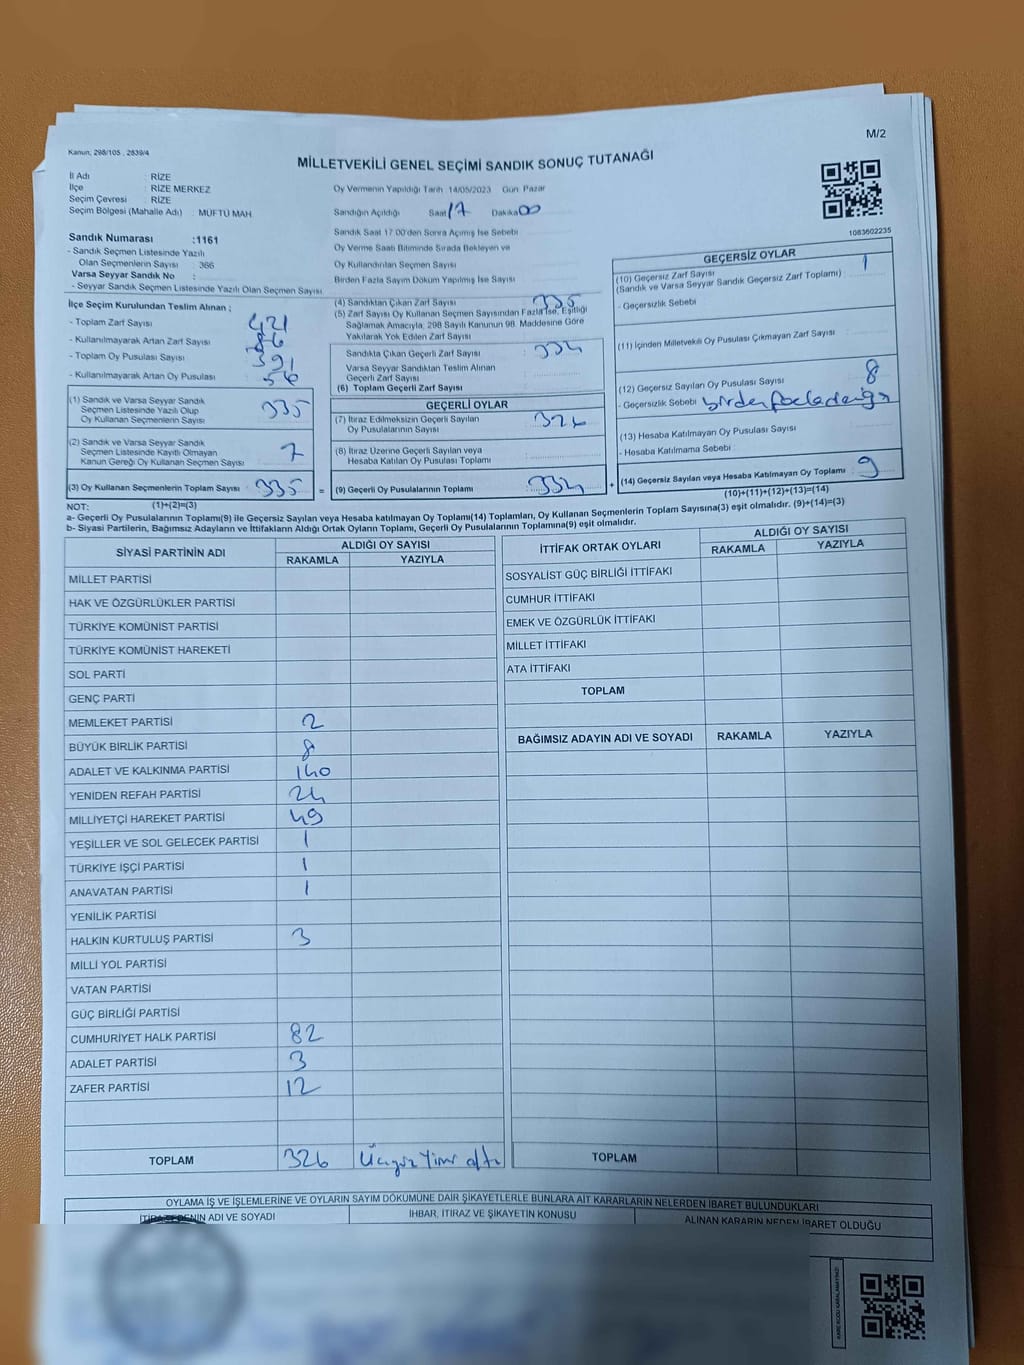 M/2
Kanun, 298/105 , 2839/4
MİLLETVEKİLİ GENEL SEÇİMİ SANDIK SONUÇ TUTANAĞI
İl Adı : RİZE
İlçe : RİZE MERKEZ
Seçim Çevresi : RİZE
Seçim Bölgesi (Mahalle Adı) : MÜFTÜ MAH.
Sandık Numarası :1161
- Sandık Seçmen Listesinde Yazılı
Olan Seçmenlerin Sayısı : 366
Varsa Seyyar Sandık No :
- Seyyar Sandık Seçmen Listesinde Yazılı Olan Seçmen Sayısı
Oy Vermenin Yapıldığı Tarih 14/05/2023 Gün Pazar
Sandığın Açıldığı Saat 17 Dakika 00
Sandık Saat 17.00'den Sonra Açılmış İse Sebebi
Oy Verme Saati Bitiminde Sırada Bekleyen ve
Oy Kullandırılan Seçmen Sayısı
Birden Fazla Sayım Döküm Yapılmış İse Sayısı
1083602235
İlçe Seçim Kurulundan Teslim Alınan ;
- Toplam Zarf Sayısı 421
- Kullanılmayarak Artan Zarf Sayısı 86
- Toplam Oy Pusulası Sayısı 391
- Kullanılmayarak Artan Oy Pusulası 56
(1) Sandık ve Varsa Seyyar Sandık
Seçmen Listesinde Yazılı Olup
Oy Kullanan Seçmenlerin Sayısı 335
(2) Sandık ve Varsa Seyyar Sandık
Seçmen Listesinde Kayıtlı Olmayan
Kanun Gereği Oy Kullanan Seçmen Sayısı 7
(3) Oy Kullanan Seçmenlerin Toplam Sayısı 335 =
(4) Sandıktan Çıkan Zarf Sayısı 335
(5) Zarf Sayısı Oy Kullanan Seçmen Sayısından Fazla İse, Eşitliği
Sağlamak Amacıyla, 298 Sayılı Kanunun 98. Maddesine Göre
Yakılarak Yok Edilen Zarf Sayısı
Sandıkta Çıkan Geçerli Zarf Sayısı 334
Varsa Seyyar Sandıktan Teslim Alınan
Geçerli Zarf Sayısı
(6) Toplam Geçerli Zarf Sayısı
GEÇERLİ OYLAR
(7) İtiraz Edilmeksizin Geçerli Sayılan
Oy Pusulalarının Sayısı 326
(8) İtiraz Üzerine Geçerli Sayılan veya
Hesaba Katılan Oy Pusulası Toplamı
(9) Geçerli Oy Pusulalarının Toplamı 334 +
GEÇERSİZ OYLAR
(10) Geçersiz Zarf Sayısı 1
(Sandık ve Varsa Seyyar Sandık Geçersiz Zarf Toplamı)
- Geçersizlik Sebebi
(11) İçinden Milletvekili Oy Pusulası Çıkmayan Zarf Sayısı
(12) Geçersiz Sayılan Oy Pusulası Sayısı 8
- Geçersizlik Sebebi
(13) Hesaba Katılmayan Oy Pusulası Sayısı
- Hesaba Katılmama Sebebi
(14) Geçersiz Sayılan veya Hesaba Katılmayan Oy Toplamı 9
NOT: (1)+(2)=(3) (10)+(11)+(12)+(13)=(14)
a- Geçerli Oy Pusulalarının Toplamı(9) ile Geçersiz Sayılan veya Hesaba katılmayan Oy Toplamı(14) Toplamları, Oy Kullanan Seçmenlerin Toplam Sayısına(3) eşit olmalıdır. (9)+(14)=(3)
b- Siyasi Partilerin, Bağımsız Adayların ve İttifakların Aldığı Ortak Oyların Toplamı, Geçerli Oy Pusulalarının Toplamına(9) eşit olmalıdır.
SİYASİ PARTİNİN ADI ALDIĞI OY SAYISI
RAKAMLA YAZIYLA
MİLLET PARTİSİ
HAK VE ÖZGÜRLÜKLER PARTİSİ
TÜRKİYE KOMÜNİST PARTİSİ
TÜRKİYE KOMÜNİST HAREKETİ
SOL PARTİ
GENÇ PARTİ
MEMLEKET PARTİSİ 2
BÜYÜK BİRLİK PARTİSİ 8
ADALET VE KALKINMA PARTİSİ 140
YENİDEN REFAH PARTİSİ 24
MİLLİYETÇİ HAREKET PARTİSİ 49
YEŞİLLER VE SOL GELECEK PARTİSİ 1
TÜRKİYE İŞÇİ PARTİSİ 1
ANAVATAN PARTİSİ 1
YENİLİK PARTİSİ
HALKIN KURTULUŞ PARTİSİ 3
MİLLİ YOL PARTİSİ
VATAN PARTİSİ
GÜÇ BİRLİĞİ PARTİSİ
CUMHURİYET HALK PARTİSİ 82
ADALET PARTİSİ 3
ZAFER PARTİSİ 12
TOPLAM 326
İTTİFAK ORTAK OYLARI ALDIĞI OY SAYISI
RAKAMLA YAZIYLA
SOSYALİST GÜÇ BİRLİĞİ İTTİFAKI
CUMHUR İTTİFAKI
EMEK VE ÖZGÜRLÜK İTTİFAKI
MİLLET İTTİFAKI
ATA İTTİFAKI
TOPLAM
BAĞIMSIZ ADAYIN ADI VE SOYADI RAKAMLA YAZIYLA
TOPLAM
OYLAMA İŞ VE İŞLEMLERİNE VE OYLARIN SAYIM DÖKÜMÜNE DAİR ŞİKAYETLERLE BUNLARA AİT KARARLARIN NELERDEN İBARET BULUNDUKLARI
İTİRAZ EDENİN ADI VE SOYADI İHBAR, İTİRAZ VE ŞİKAYETİN KONUSU ALINAN KARARIN NEDEN İBARET OLDUĞU